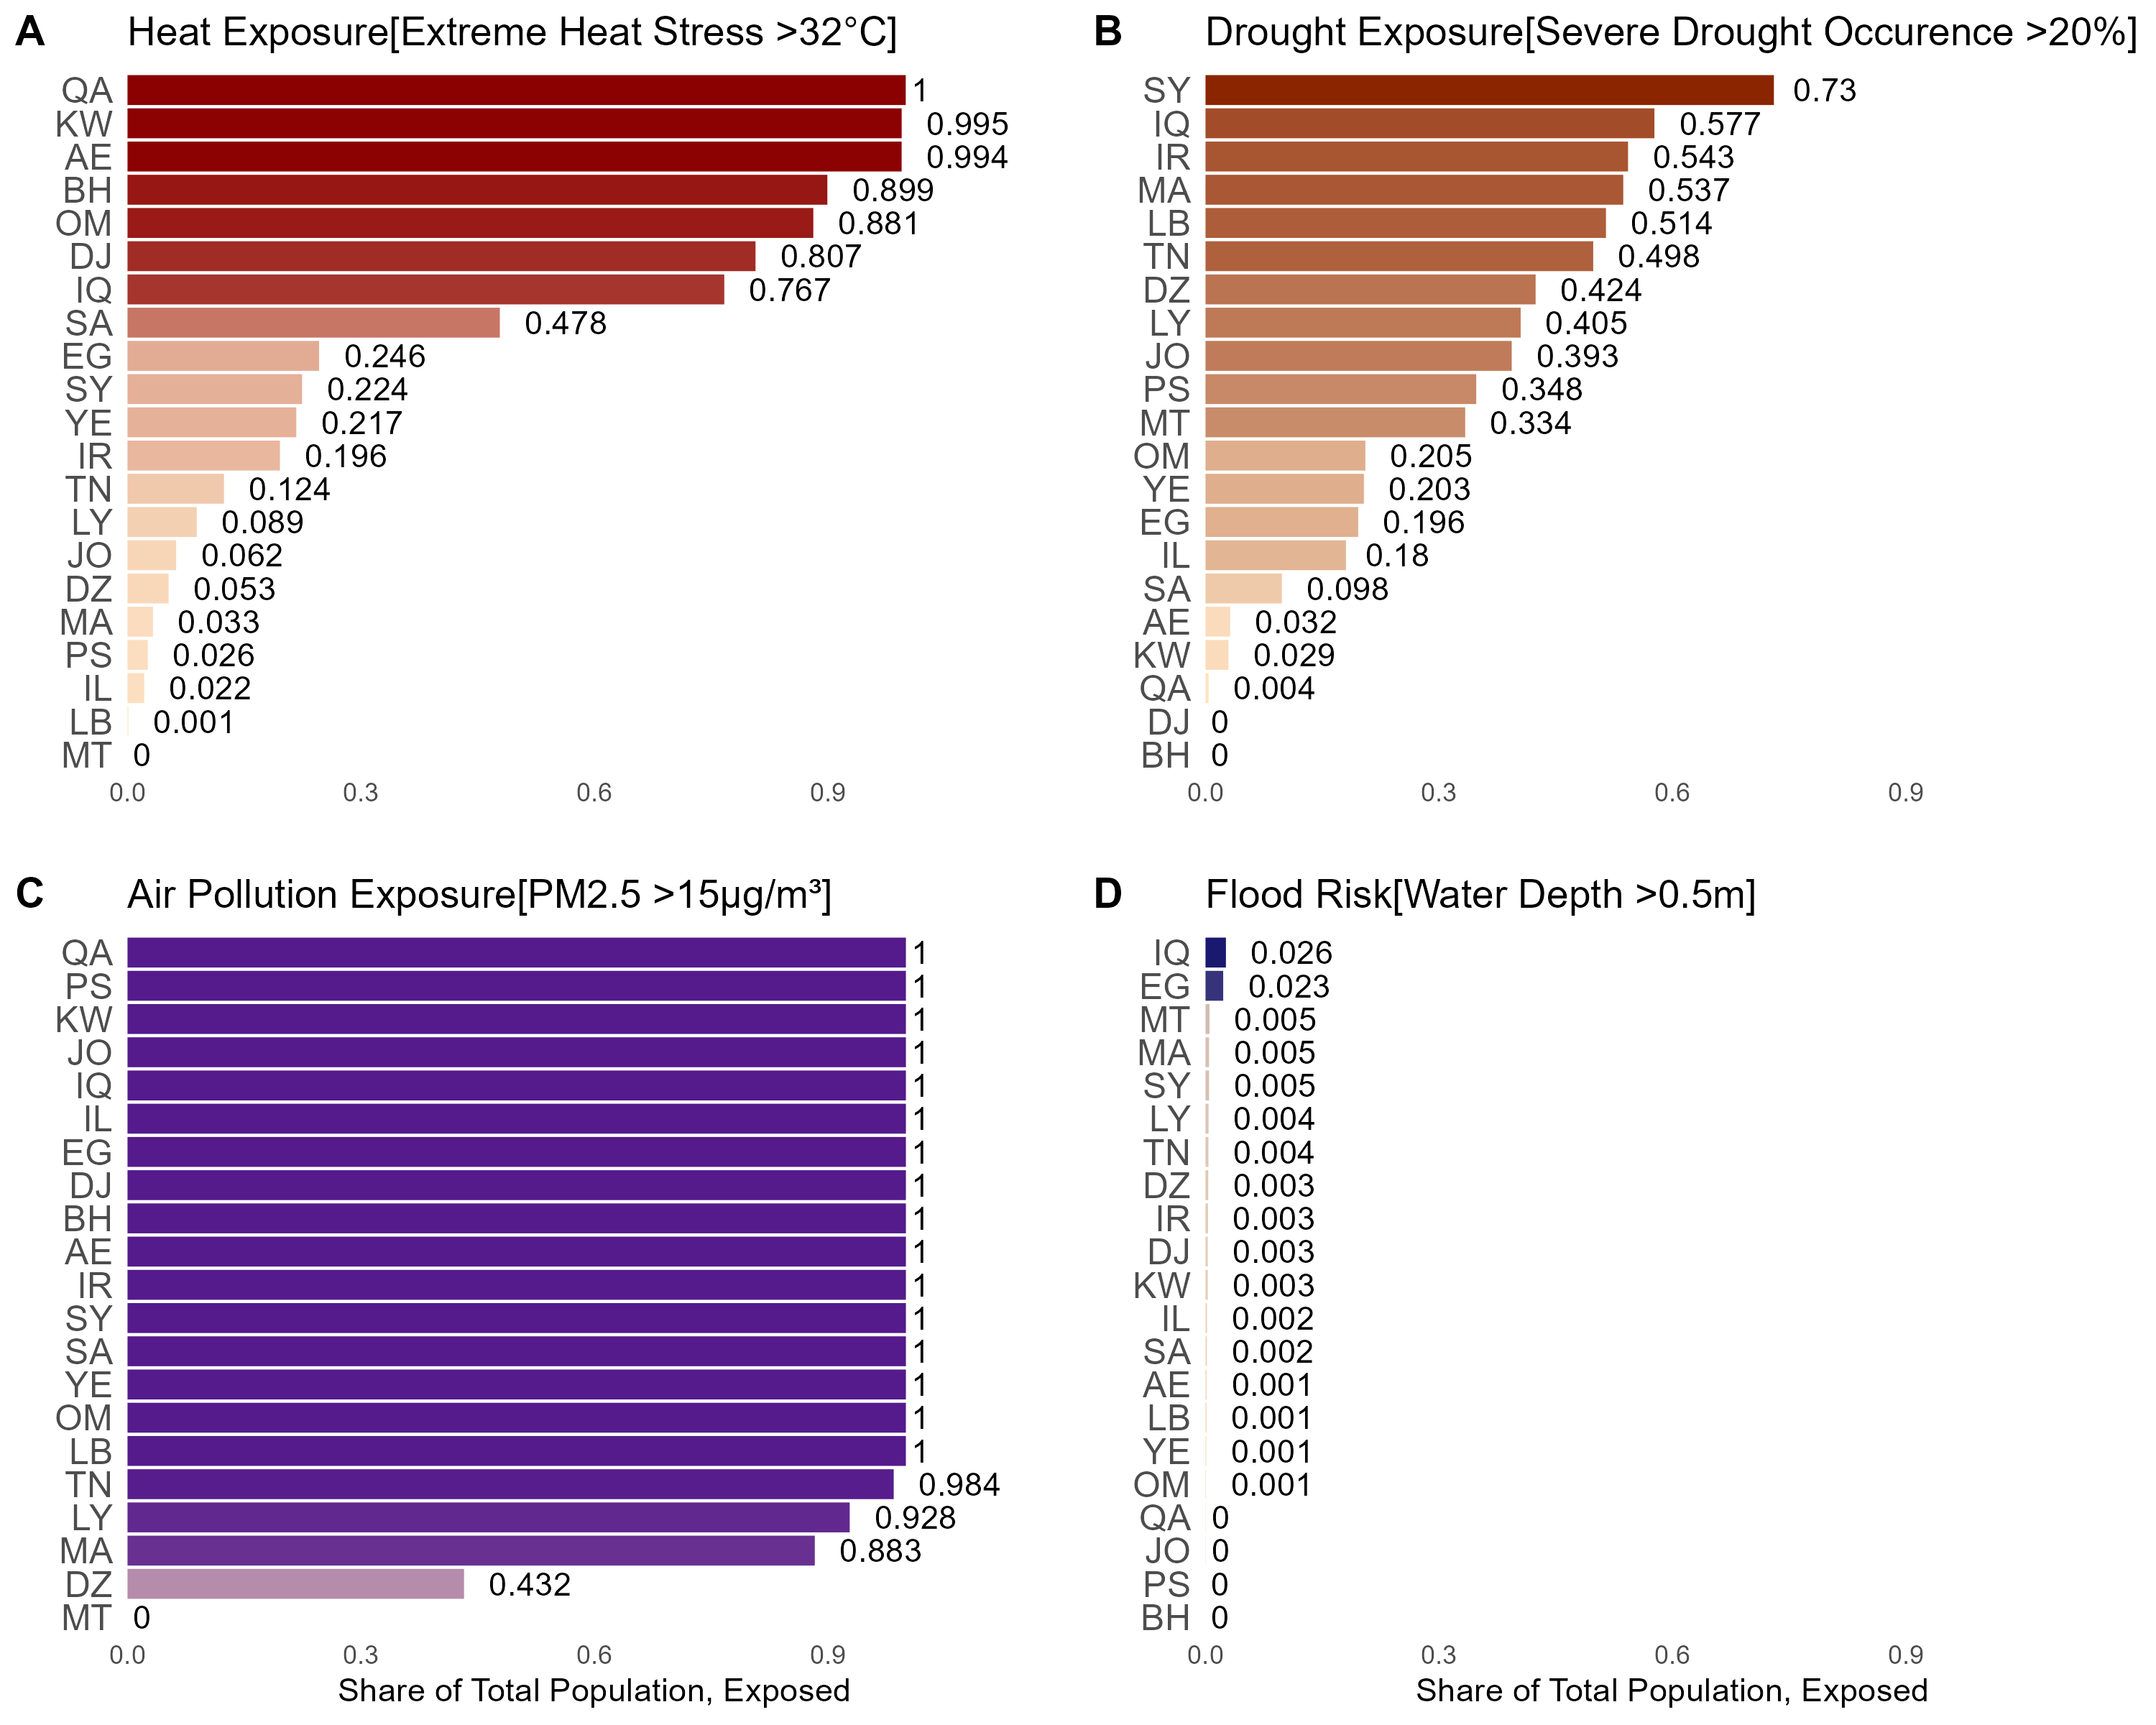 A Heat Exposure[Extreme Heat Stress >32°C]
QA 1
KW 0.995
AE 0.994
BH 0.899
OM 0.881
DJ 0.807
IQ 0.767
SA 0.478
EG 0.246
SY 0.224
YE 0.217
IR 0.196
TN 0.124
LY 0.089
JO 0.062
DZ 0.053
MA 0.033
PS 0.026
IL 0.022
LB 0.001
MT 0
0.0 0.3 0.6 0.9
B Drought Exposure[Severe Drought Occurence >20%]
SY 0.73
IQ 0.577
IR 0.543
MA 0.537
LB 0.514
TN 0.498
DZ 0.424
LY 0.405
JO 0.393
PS 0.348
MT 0.334
OM 0.205
YE 0.203
EG 0.196
IL 0.18
SA 0.098
AE 0.032
KW 0.029
QA 0.004
DJ 0
BH 0
0.0 0.3 0.6 0.9
C Air Pollution Exposure[PM2.5 >15µg/m³]
QA 1
PS 1
KW 1
JO 1
IQ 1
IL 1
EG 1
DJ 1
BH 1
AE 1
IR 1
SY 1
SA 1
YE 1
OM 1
LB 1
TN 0.984
LY 0.928
MA 0.883
DZ 0.432
MT 0
0.0 0.3 0.6 0.9
Share of Total Population, Exposed
D Flood Risk[Water Depth >0.5m]
IQ 0.026
EG 0.023
MT 0.005
MA 0.005
SY 0.005
LY 0.004
TN 0.004
DZ 0.003
IR 0.003
DJ 0.003
KW 0.003
IL 0.002
SA 0.002
AE 0.001
LB 0.001
YE 0.001
OM 0.001
QA 0
JO 0
PS 0
BH 0
0.0 0.3 0.6 0.9
Share of Total Population, Exposed